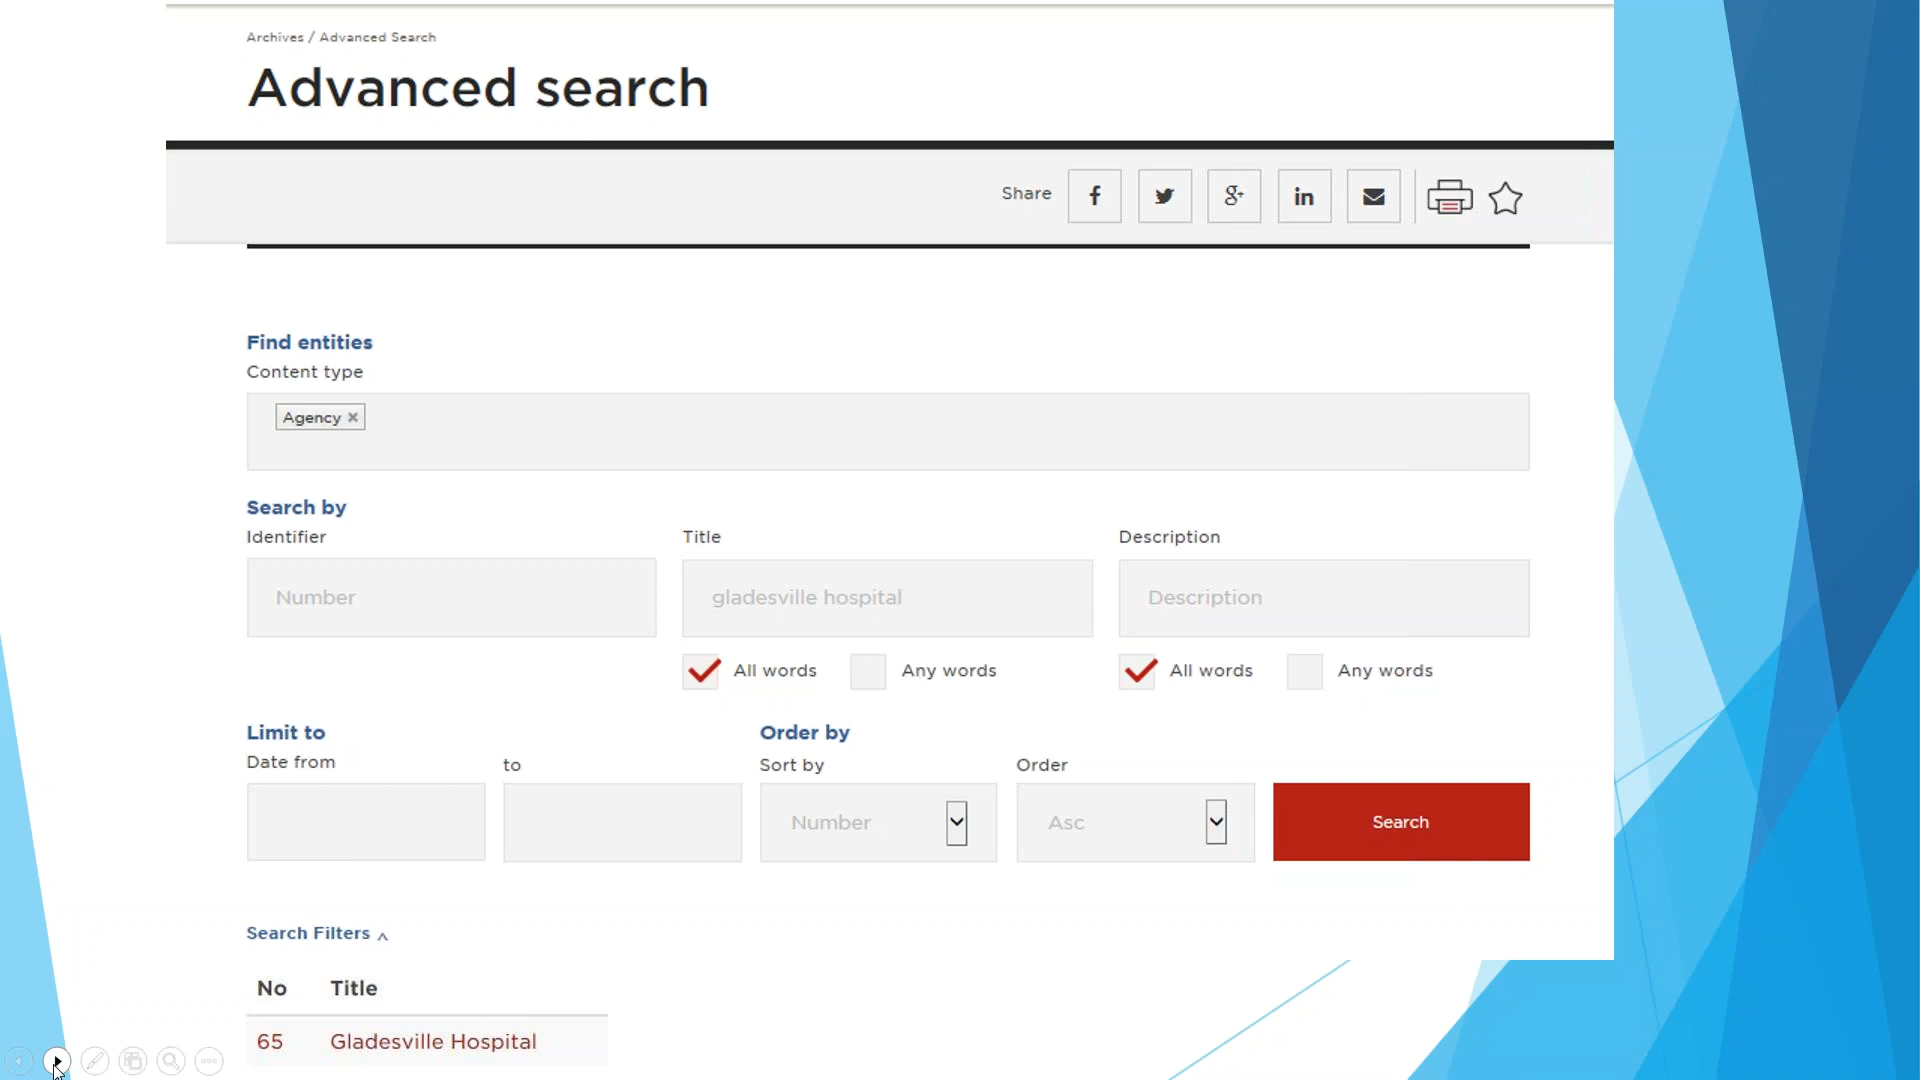 Archives / Advanced Search
Advanced search
Share
Find entities
Content type
Agency ×
Search by
Identifier Title Description
Number gladesville hospital Description
All words Any words All words Any words
Limit to Order by
Date from to Sort by Order
Number Asc Search
Search Filters
No Title
65 Gladesville Hospital